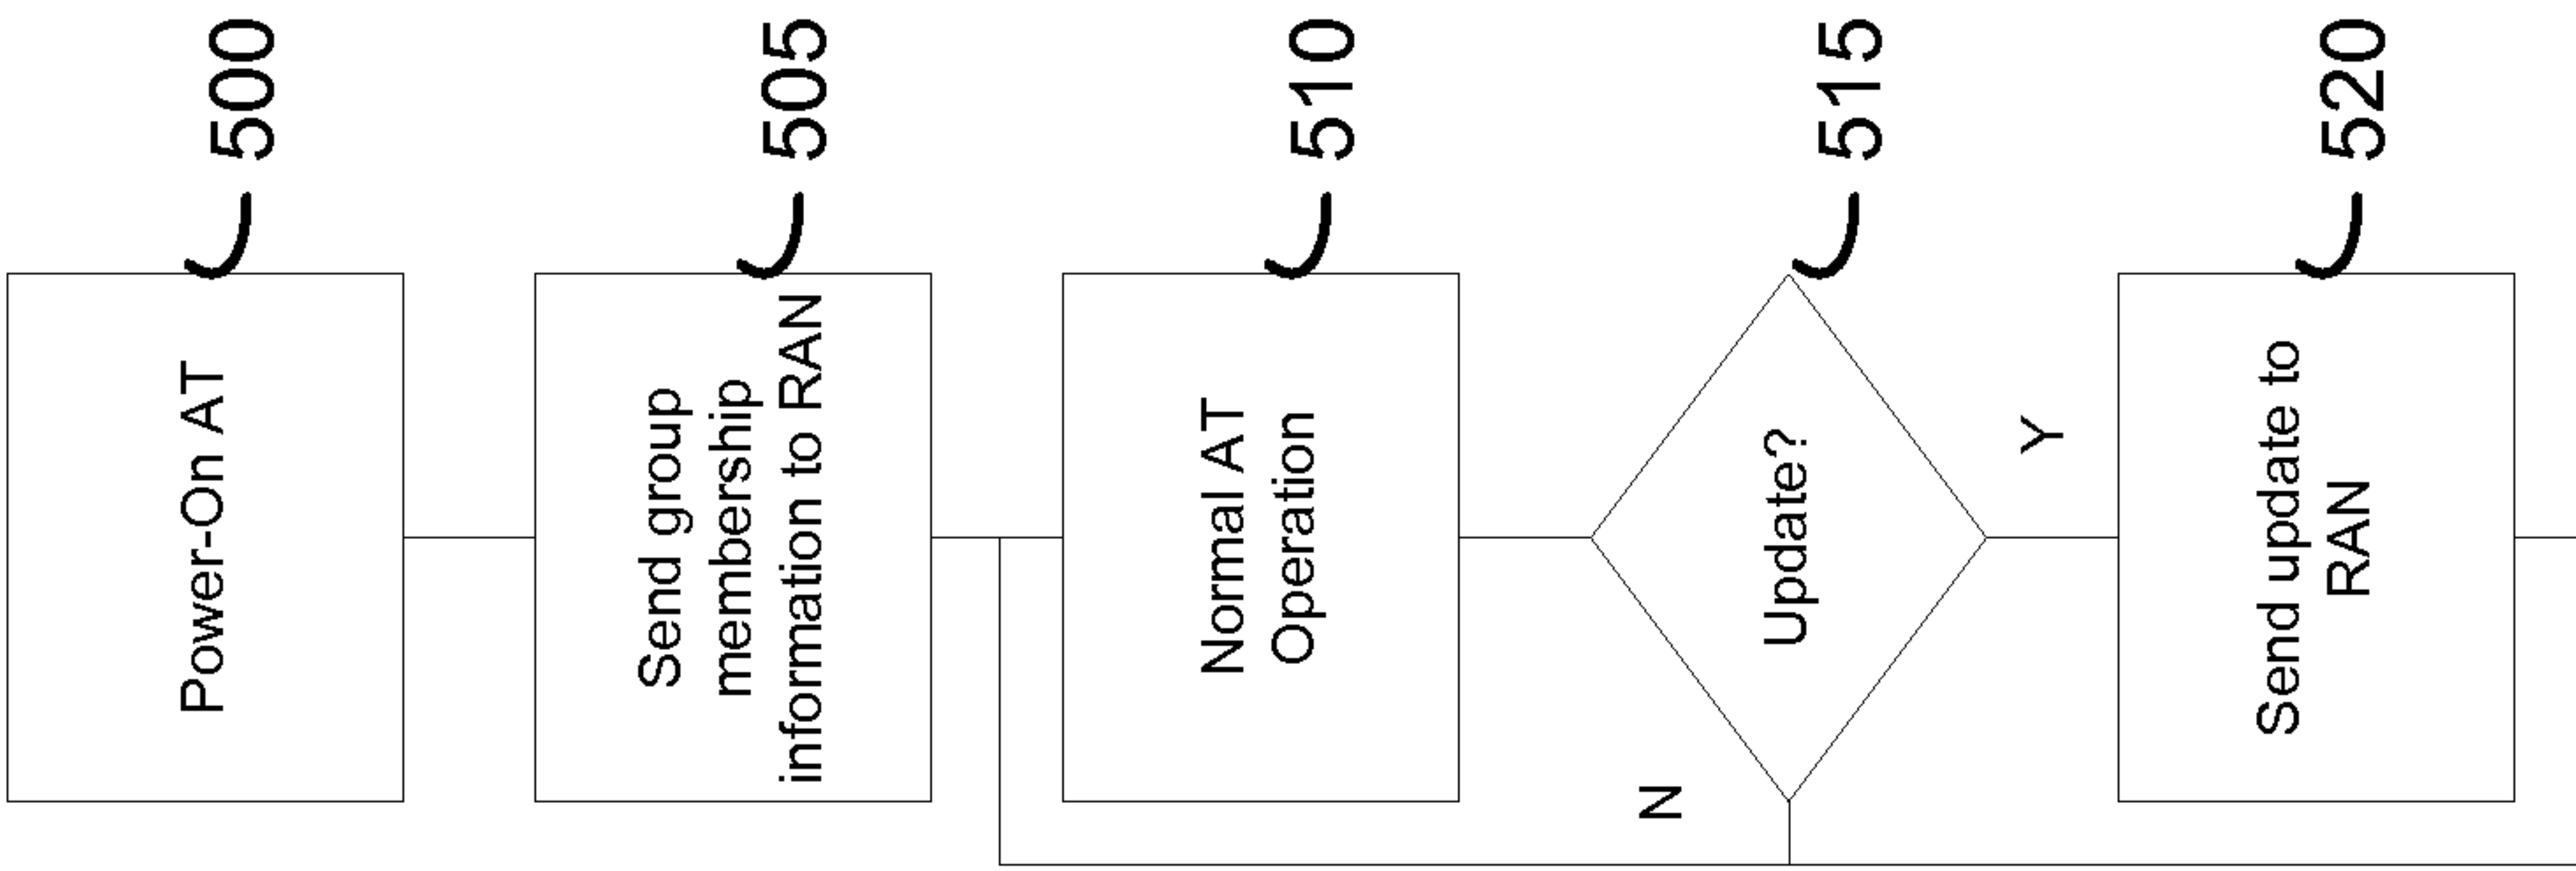 Power-On AT
500
Send group
membership
information to RAN
505
Normal AT
Operation
510
Update?
515
N
Y
Send update to
RAN
520